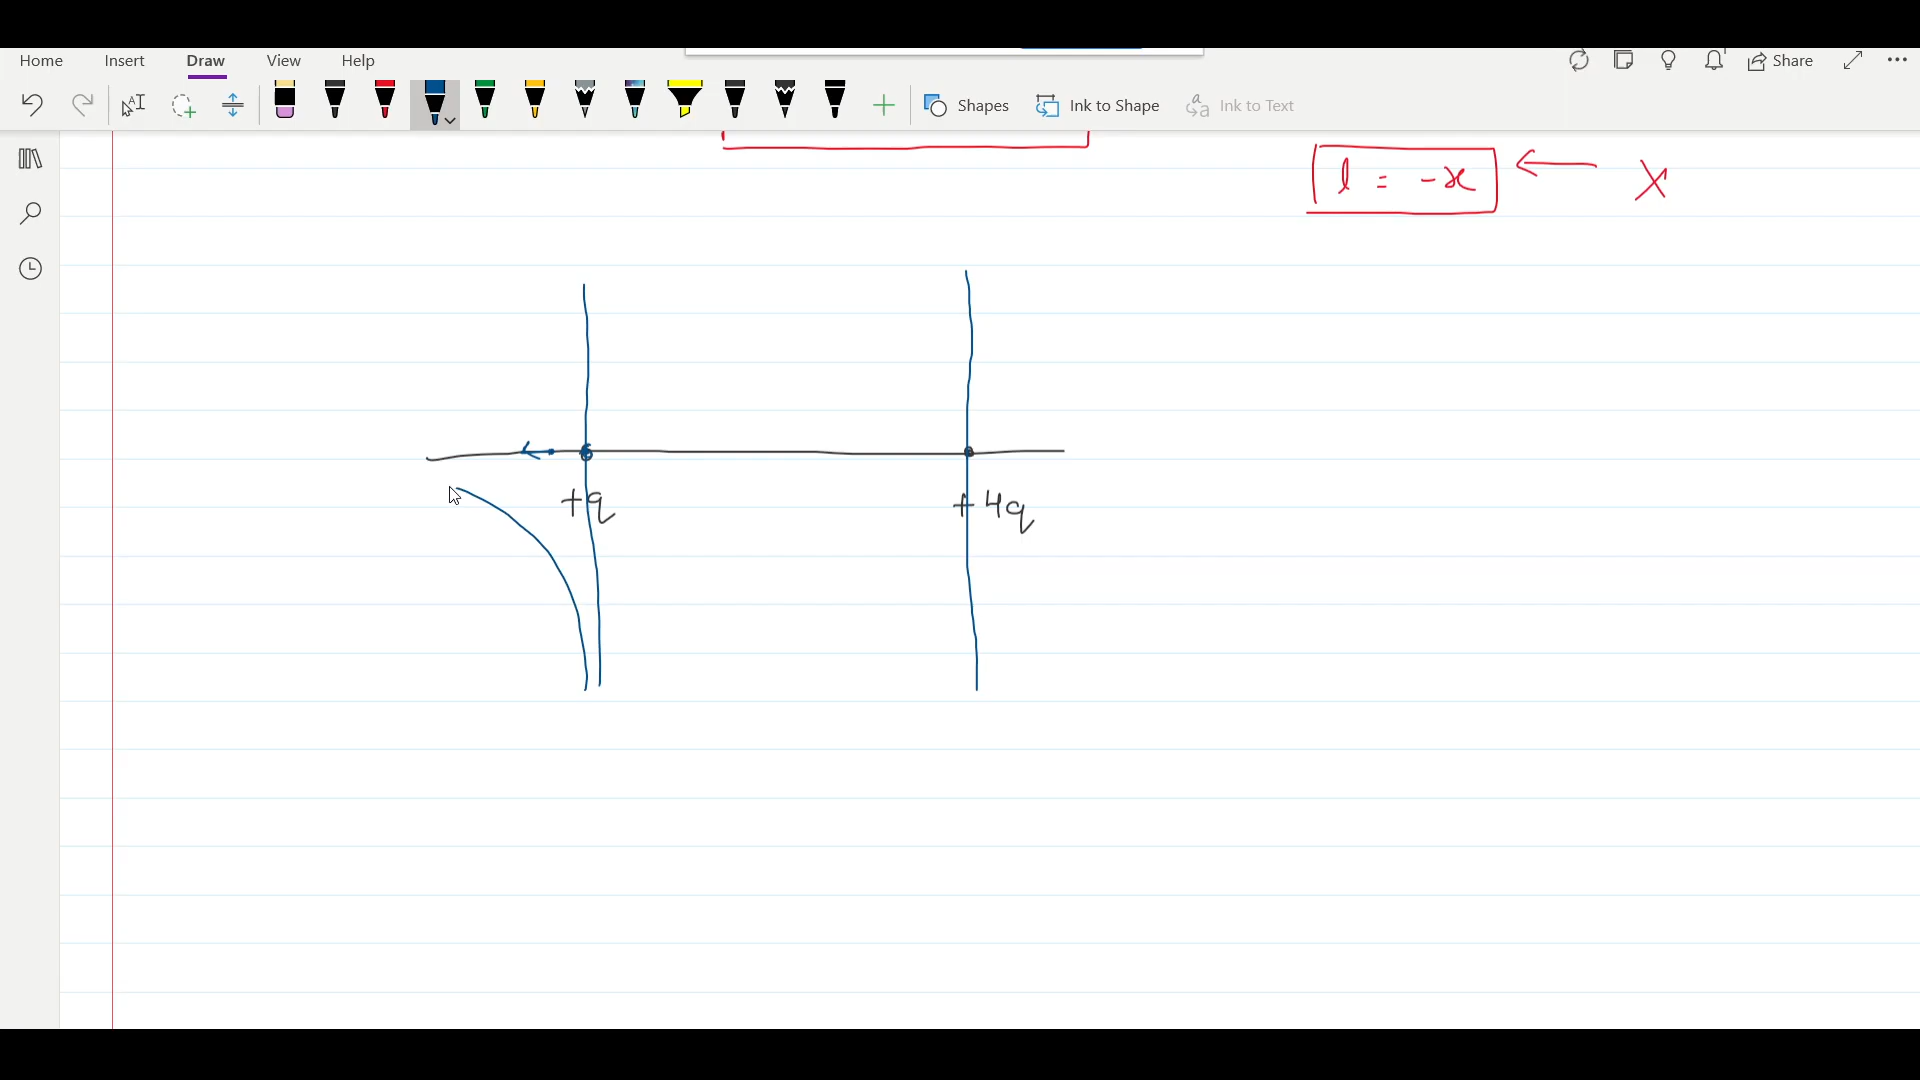 Home Insert Draw View Help Share
Shapes Ink to Shape Ink to Text
l = -x X
+q +4q